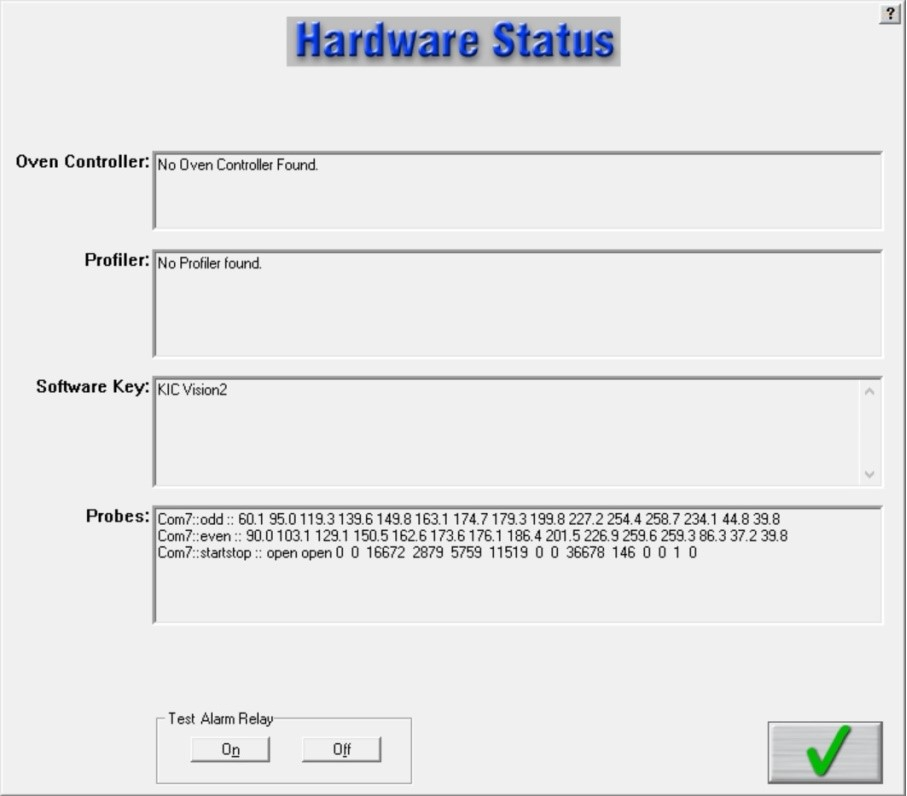 ?
Hardware Status
Oven Controller: No Oven Controller Found.
Profiler: No Profiler found.
Software Key: KIC Vision2
Probes: Com7::odd :: 60.1 95.0 119.3 139.6 149.8 163.1 174.7 179.3 199.8 227.2 254.4 258.7 234.1 44.8 39.8
Com7::even :: 90.0 103.1 129.1 150.5 162.6 173.6 176.1 186.4 201.5 226.9 259.6 259.3 86.3 37.2 39.8
Com7::startstop :: open open 0 0 16672 2879 5759 11519 0 0 36678 146 0 0 1 0
Test Alarm Relay
On Off